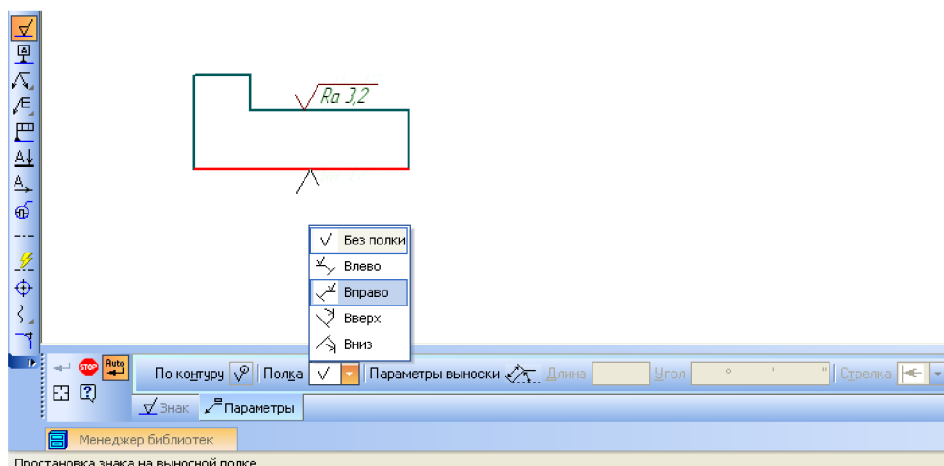 Ra 3,2
Без полки
Влево
Вправо
Вверх
Вниз
STOP Auto По контуру Полка Параметры выноски Длина Угол ° ' " Стрелка
Знак Параметры
Менеджер библиотек
Простановка знака на выносной полке